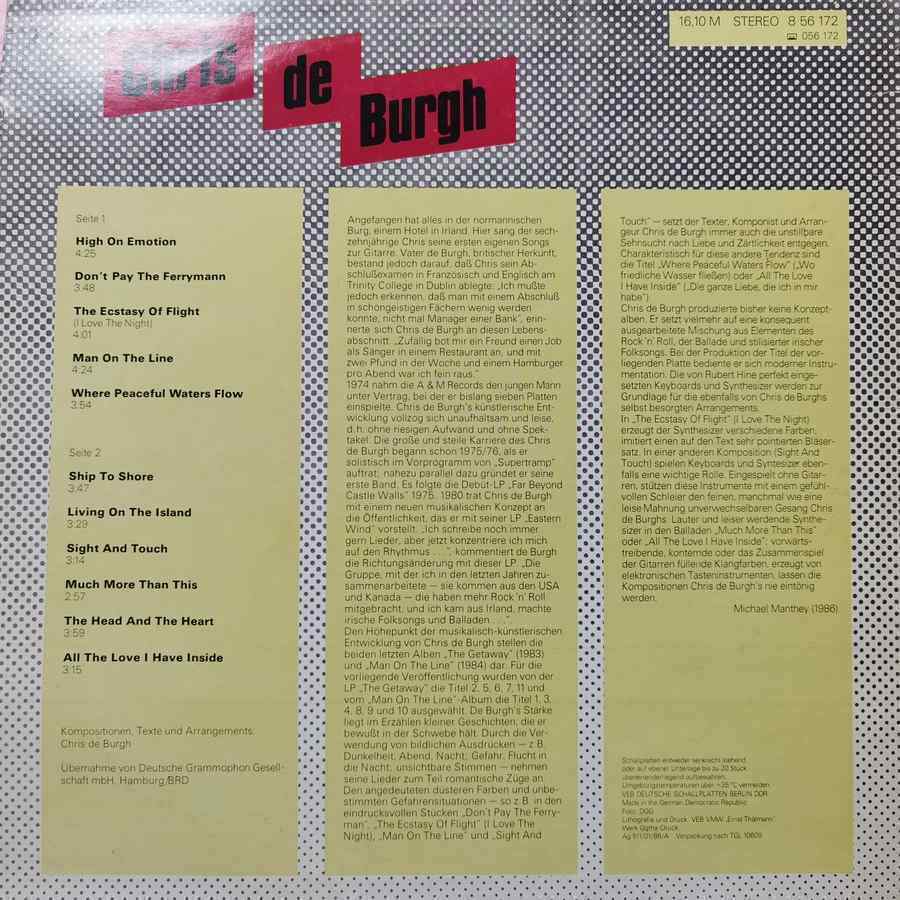 Chris
de
Burgh
16,10 M STEREO 8 56 172
056 172
Seite 1
High On Emotion
4:25
Don't Pay The Ferrymann
3:48
The Ecstasy Of Flight
(I Love The Night)
4:01
Man On The Line
4:24
Where Peaceful Waters Flow
3:54
Seite 2
Ship To Shore
3:47
Living On The Island
3:29
Sight And Touch
3:14
Much More Than This
2:57
The Head And The Heart
3:59
All The Love I Have Inside
3:15
Kompositionen, Texte und Arrangements:
Chris de Burgh
Übernahme von Deutsche Grammophon Gesell-
schaft mbH, Hamburg/BRD
Angefangen hat alles in der normannischen
Burg, einem Hotel in Irland. Hier sang der sech-
zehnjährige Chris seine ersten eigenen Songs
zur Gitarre. Vater de Burgh, britischer Herkunft,
bestand jedoch darauf, daß Chris sein Ab-
schlußexamen in Französisch und Englisch am
Trinity College in Dublin ablegte. „Ich mußte
jedoch erkennen, daß man mit einem Abschluß
in schöngeistigen Fächern wenig werden
konnte, nicht mal Manager einer Bank", erin-
nerte sich Chris de Burgh an diesen Lebens-
abschnitt. „Zufällig bot mir ein Freund einen Job
als Sänger in einem Restaurant an, und mit
zwei Pfund in der Woche und einem Hamburger
pro Abend war ich fein raus."
1974 nahm die A & M Records den jungen Mann
unter Vertrag, bei der er bislang sieben Platten
einspielte. Chris de Burgh's künstlerische Ent-
wicklung vollzog sich unaufhaltsam und leise,
d.h. ohne riesigen Aufwand und ohne Spek-
takel. Die große und steile Karriere des Chris
de Burgh begann schon 1975/76, als er
solistisch im Vorprogramm von „Supertramp"
auftrat; nahezu parallel dazu gründet er seine
erste Band. Es folgte die Debüt-LP „Far Beyond
Castle Walls" 1975. 1980 trat Chris de Burgh
mit einem neuen musikalischen Konzept an
die Öffentlichkeit, das er mit seiner LP „Eastern
Wind" vorstellt. „Ich schreibe noch immer
gern Lieder, aber jetzt konzentriere ich mich
auf den Rhythmus . . .", kommentiert de Burgh
die Richtungsänderung mit dieser LP. „Die
Gruppe, mit der ich in den letzten Jahren zu-
sammenarbeitete — sie kommen aus den USA
und Kanada — die haben mehr Rock 'n' Roll
mitgebracht, und ich kam aus Irland, machte
irische Folksongs und Balladen . . .".
Den Höhepunkt der musikalisch-künstlerischen
Entwicklung von Chris de Burgh stellen die
beiden letzten Alben „The Getaway" (1983)
und „Man On The Line" (1984) dar. Für die
vorliegende Veröffentlichung wurden von der
LP „The Getaway" die Titel 2, 5, 6, 7, 11 und
vom „Man On The Line"-Album die Titel 1, 3,
4, 8, 9 und 10 ausgewählt. De Burgh's Stärke
liegt im Erzählen kleiner Geschichten, die er
bewußt in der Schwebe hält. Durch die Ver-
wendung von bildlichen Ausdrücken — z.B.
Dunkelheit, Abend, Nacht, Gefahr, Flucht in
die Nacht, unsichtbare Stimmen — nehmen
seine Lieder zum Teil romantische Züge an.
Den angedeuteten düsteren Farben und unbe-
stimmten Gefahrensituationen — so z.B. in den
eindrucksvollen Stücken „Don't Pay The Ferry-
man", „The Ecstasy Of Flight" (I Love The
Night), „Man On The Line" und „Sight And
Touch" — setzt der Texter, Komponist und Arran-
geur Chris de Burgh immer auch die unstillbare
Sehnsucht nach Liebe und Zärtlichkeit entgegen.
Charakteristisch für diese andere Tendenz sind
die Titel „Where Peaceful Waters Flow" („Wo
friedliche Wasser fließen) oder „All The Love
I Have Inside" („Die ganze Liebe, die ich in mir
habe").
Chris de Burgh produzierte bisher keine Konzept-
alben. Er setzt vielmehr auf eine konsequent
ausgearbeitete Mischung aus Elementen des
Rock 'n' Roll, der Ballade und stilisierter irischer
Folksongs. Bei der Produktion der Titel der vor-
liegenden Platte bediente er sich moderner Instru-
mentation. Die von Rubert Hine perfekt einge-
setzten Keyboards und Synthesizer werden zur
Grundlage für die ebenfalls von Chris de Burghs
selbst besorgten Arrangements.
In „The Ecstasy Of Flight" (I Love The Night)
erzeugt der Synthesizer verschiedene Farben,
imitiert einen auf den Text sehr pointierten Bläser-
satz. In einer anderen Komposition (Sight And
Touch) spielen Keyboards und Syntesizer eben-
falls eine wichtige Rolle. Eingespielt ohne Gitar-
ren, stützen diese Instrumente mit einem gefühl-
vollen Schleier den feinen, manchmal wie eine
leise Mahnung unverwechselbaren Gesang Chris
de Burghs. Lauter und leiser werdende Synthe-
sizer in den Balladen „Much More Than This"
oder „All The Love I Have Inside"; vorwärts-
treibende, konternde oder das Zusammenspiel
der Gitarren füllende Klangfarben, erzeugt von
elektronischen Tasteninstrumenten, lassen die
Kompositionen Chris de Burgh's nie eintönig
werden.
Michael Manthey (1986)
Schallplatten entweder senkrecht stehend
oder auf ebener Unterlage bis zu 20 Stück
übereinanderliegend aufbewahren.
Umgebungstemperaturen über +35 °C vermeiden
VEB DEUTSCHE SCHALLPLATTEN BERLIN DDR
Made in the German Democratic Republic
Foto: DGG
Lithografie und Druck: VEB VMW „Ernst Thälmann"
Werk Gotha-Druck
Ag 511/01/86/A Verpackung nach TGL 10609